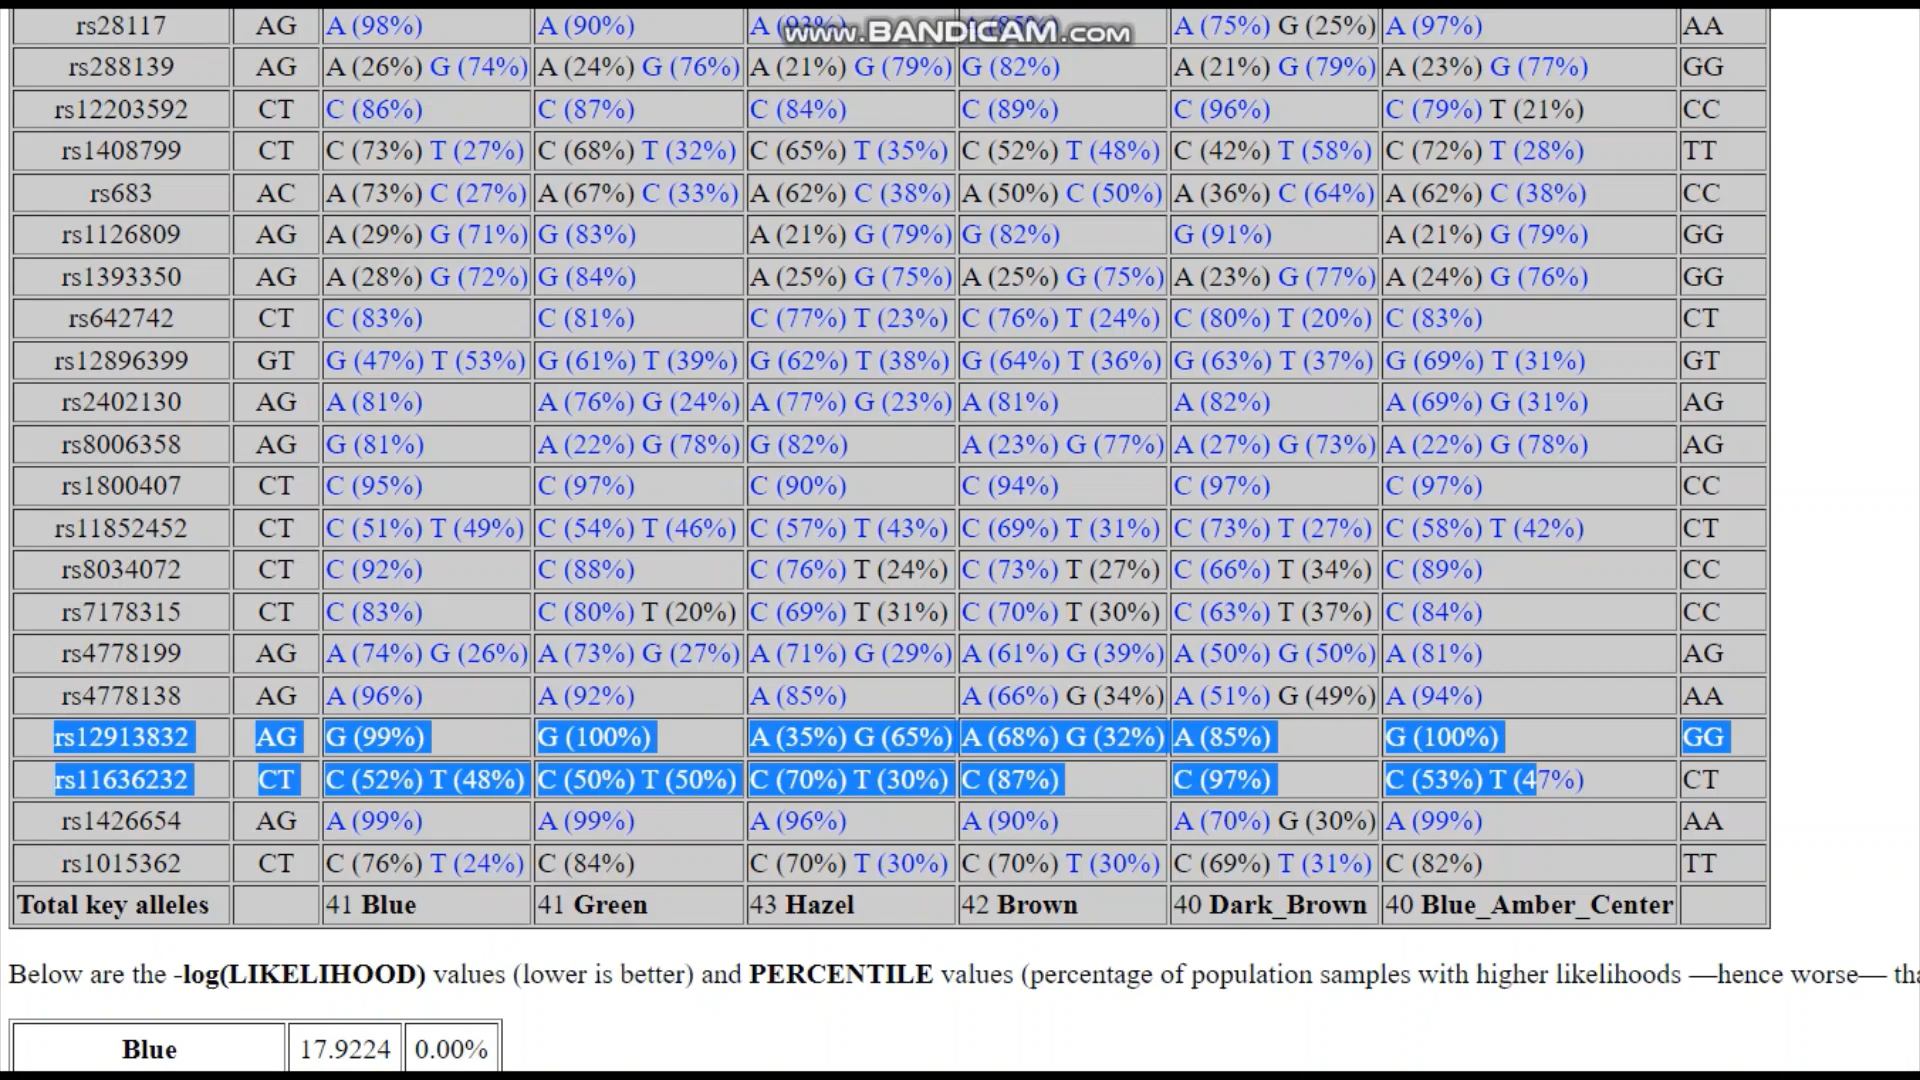 www.BANDICAM.com
rs28117 AG A (98%) A (90%) A (93%) A (85%) A (75%) G (25%) A (97%) AA
rs288139 AG A (26%) G (74%) A (24%) G (76%) A (21%) G (79%) G (82%) A (21%) G (79%) A (23%) G (77%) GG
rs12203592 CT C (86%) C (87%) C (84%) C (89%) C (96%) C (79%) T (21%) CC
rs1408799 CT C (73%) T (27%) C (68%) T (32%) C (65%) T (35%) C (52%) T (48%) C (42%) T (58%) C (72%) T (28%) TT
rs683 AC A (73%) C (27%) A (67%) C (33%) A (62%) C (38%) A (50%) C (50%) A (36%) C (64%) A (62%) C (38%) CC
rs1126809 AG A (29%) G (71%) G (83%) A (21%) G (79%) G (82%) G (91%) A (21%) G (79%) GG
rs1393350 AG A (28%) G (72%) G (84%) A (25%) G (75%) A (25%) G (75%) A (23%) G (77%) A (24%) G (76%) GG
rs642742 CT C (83%) C (81%) C (77%) T (23%) C (76%) T (24%) C (80%) T (20%) C (83%) CT
rs12896399 GT G (47%) T (53%) G (61%) T (39%) G (62%) T (38%) G (64%) T (36%) G (63%) T (37%) G (69%) T (31%) GT
rs2402130 AG A (81%) A (76%) G (24%) A (77%) G (23%) A (81%) A (82%) A (69%) G (31%) AG
rs8006358 AG G (81%) A (22%) G (78%) G (82%) A (23%) G (77%) A (27%) G (73%) A (22%) G (78%) AG
rs1800407 CT C (95%) C (97%) C (90%) C (94%) C (97%) C (97%) CC
rs11852452 CT C (51%) T (49%) C (54%) T (46%) C (57%) T (43%) C (69%) T (31%) C (73%) T (27%) C (58%) T (42%) CT
rs8034072 CT C (92%) C (88%) C (76%) T (24%) C (73%) T (27%) C (66%) T (34%) C (89%) CC
rs7178315 CT C (83%) C (80%) T (20%) C (69%) T (31%) C (70%) T (30%) C (63%) T (37%) C (84%) CC
rs4778199 AG A (74%) G (26%) A (73%) G (27%) A (71%) G (29%) A (61%) G (39%) A (50%) G (50%) A (81%) AG
rs4778138 AG A (96%) A (92%) A (85%) A (66%) G (34%) A (51%) G (49%) A (94%) AA
rs12913832 AG G (99%) G (100%) A (35%) G (65%) A (68%) G (32%) A (85%) G (100%) GG
rs11636232 CT C (52%) T (48%) C (50%) T (50%) C (70%) T (30%) C (87%) C (97%) C (53%) T (47%) CT
rs1426654 AG A (99%) A (99%) A (96%) A (90%) A (70%) G (30%) A (99%) AA
rs1015362 CT C (76%) T (24%) C (84%) C (70%) T (30%) C (70%) T (30%) C (69%) T (31%) C (82%) TT
Total key alleles 41 Blue 41 Green 43 Hazel 42 Brown 40 Dark_Brown 40 Blue_Amber_Center
Below are the -log(LIKELIHOOD) values (lower is better) and PERCENTILE values (percentage of population samples with higher likelihoods —hence worse— tha
Blue 17.9224 0.00%